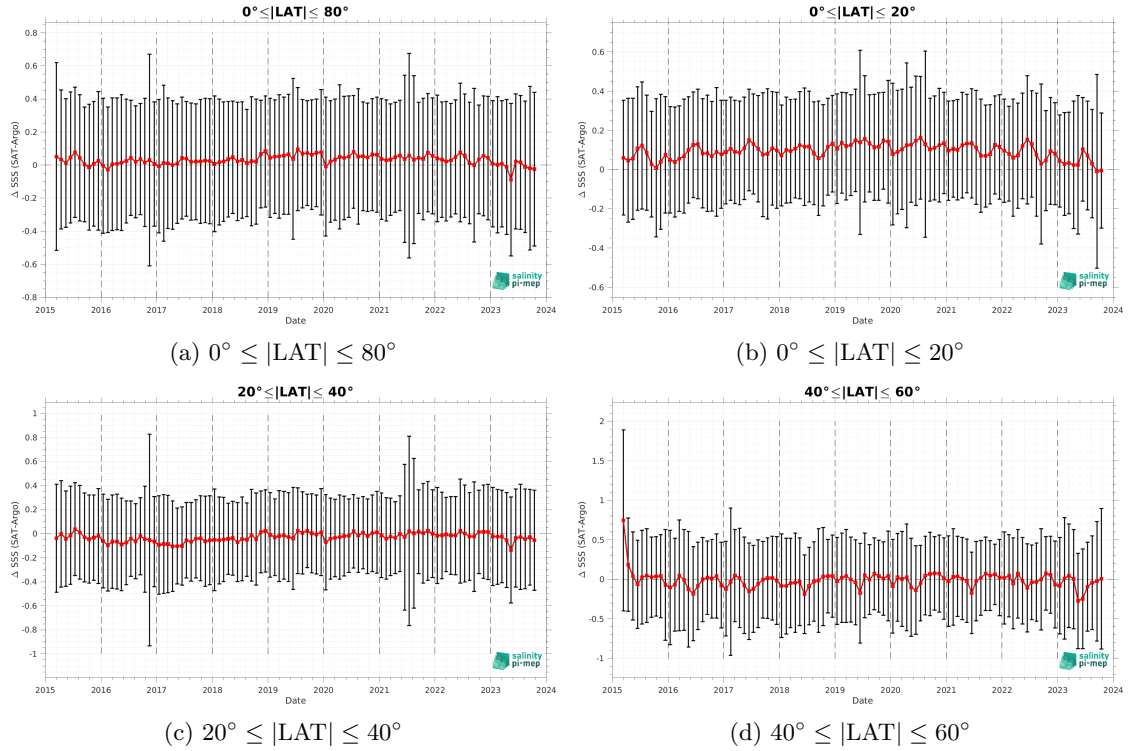 0°≤|LAT|≤ 80°
Δ SSS (SAT-Argo)
0.8
0.6
0.4
0.2
0
-0.2
-0.4
-0.6
-0.8
2015 2016 2017 2018 2019 2020 2021 2022 2023 2024
Date
salinity
pi-mep
(a) 0° ≤ |LAT| ≤ 80°
0°≤|LAT|≤ 20°
Δ SSS (SAT-Argo)
0.6
0.4
0.2
0
-0.2
-0.4
-0.6
2015 2016 2017 2018 2019 2020 2021 2022 2023 2024
Date
salinity
pi-mep
(b) 0° ≤ |LAT| ≤ 20°
20°≤|LAT|≤ 40°
Δ SSS (SAT-Argo)
1
0.8
0.6
0.4
0.2
0
-0.2
-0.4
-0.6
-0.8
-1
2015 2016 2017 2018 2019 2020 2021 2022 2023 2024
Date
salinity
pi-mep
(c) 20° ≤ |LAT| ≤ 40°
40°≤|LAT|≤ 60°
Δ SSS (SAT-Argo)
2
1.5
1
0.5
0
-0.5
-1
2015 2016 2017 2018 2019 2020 2021 2022 2023 2024
Date
salinity
pi-mep
(d) 40° ≤ |LAT| ≤ 60°